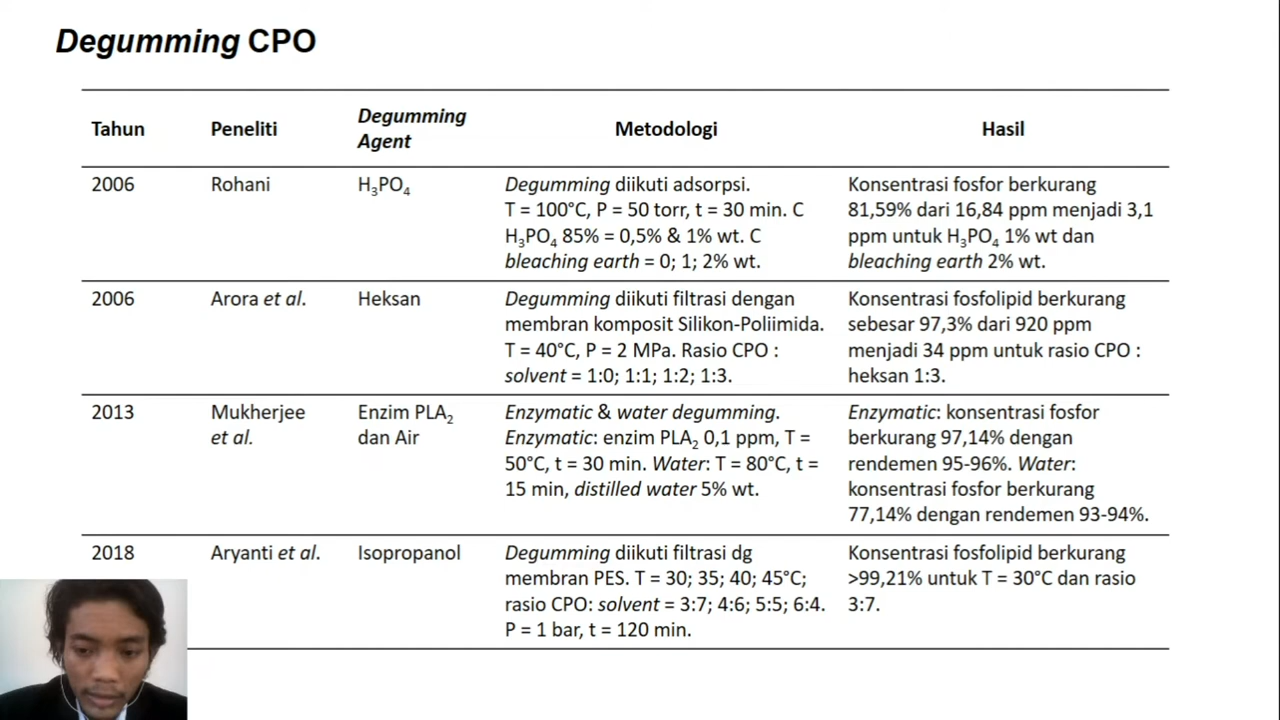 Degumming CPO
Tahun
Peneliti
Degumming
Agent
Metodologi
Hasil
2006
Rohani
H₃PO₄
Degumming diikuti adsorpsi.
T = 100°C, P = 50 torr, t = 30 min. C
H₃PO₄ 85% = 0,5% & 1% wt. C
bleaching earth = 0; 1; 2% wt.
Konsentrasi fosfor berkurang
81,59% dari 16,84 ppm menjadi 3,1
ppm untuk H₃PO₄ 1% wt dan
bleaching earth 2% wt.
2006
Arora et al.
Heksan
Degumming diikuti filtrasi dengan
membran komposit Silikon-Poliimida.
T = 40°C, P = 2 MPa. Rasio CPO :
solvent = 1:0; 1:1; 1:2; 1:3.
Konsentrasi fosfolipid berkurang
sebesar 97,3% dari 920 ppm
menjadi 34 ppm untuk rasio CPO :
heksan 1:3.
2013
Mukherjee
et al.
Enzim PLA₂
dan Air
Enzymatic & water degumming.
Enzymatic: enzim PLA₂ 0,1 ppm, T =
50°C, t = 30 min. Water: T = 80°C, t =
15 min, distilled water 5% wt.
Enzymatic: konsentrasi fosfor
berkurang 97,14% dengan
rendemen 95-96%. Water:
konsentrasi fosfor berkurang
77,14% dengan rendemen 93-94%.
2018
Aryanti et al.
Isopropanol
Degumming diikuti filtrasi dg
membran PES. T = 30; 35; 40; 45°C;
rasio CPO: solvent = 3:7; 4:6; 5:5; 6:4.
P = 1 bar, t = 120 min.
Konsentrasi fosfolipid berkurang
>99,21% untuk T = 30°C dan rasio
3:7.